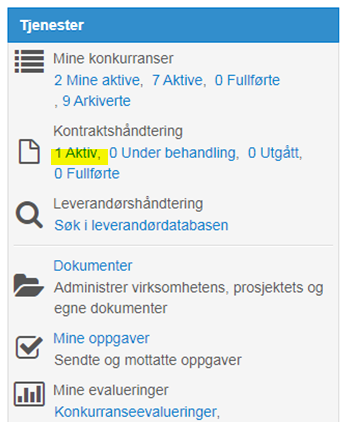 Tjenester
Mine konkurranser
2 Mine aktive, 7 Aktive, 0 Fullførte
, 9 Arkiverte
Kontraktshåndtering
1 Aktiv, 0 Under behandling, 0 Utgått,
0 Fullførte
Leverandørshåndtering
Søk i leverandørdatabasen
Dokumenter
Administrer virksomhetens, prosjektets og
egne dokumenter
Mine oppgaver
Sendte og mottatte oppgaver
Mine evalueringer
Konkurranseevalueringer,